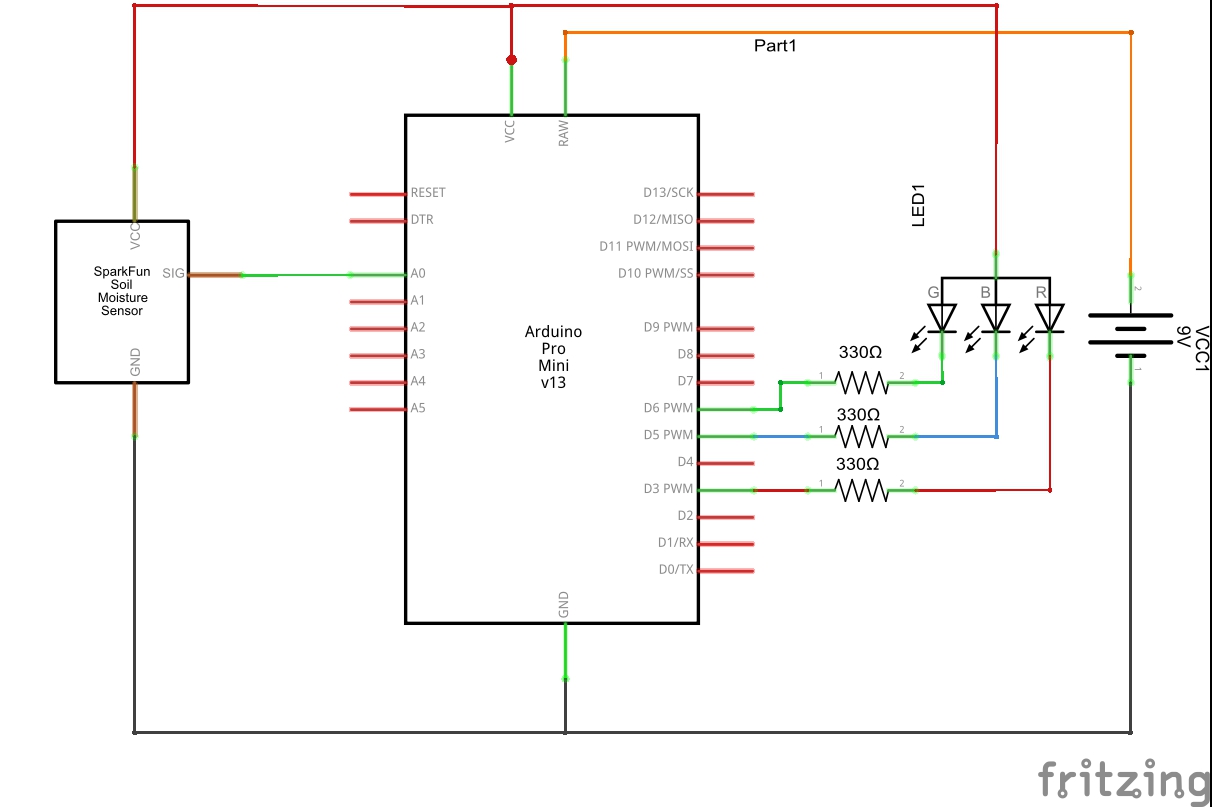 Part1
VCC
RAW
RESET
DTR
A0
A1
A2
A3
A4
A5
D13/SCK
D12/MISO
D11 PWM/MOSI
D10 PWM/SS
D9 PWM
D8
D7
D6 PWM
D5 PWM
D4
D3 PWM
D2
D1/RX
D0/TX
GND
Arduino
Pro
Mini
v13
VCC
SIG
GND
SparkFun
Soil
Moisture
Sensor
LED1
G
B
R
330Ω
1
2
330Ω
1
2
330Ω
1
2
2
1
VCC1
9V
fritzing